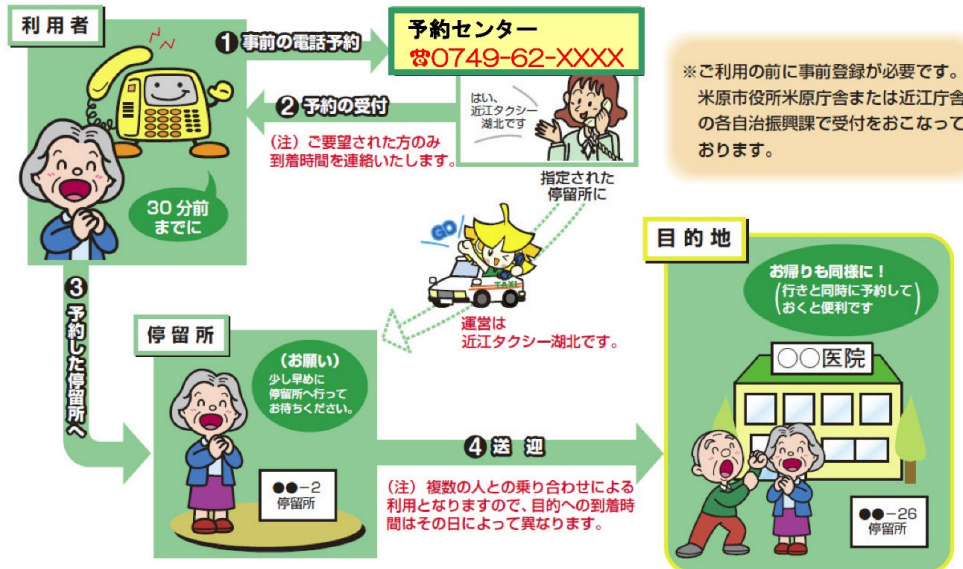 利用者
❶事前の電話予約
予約センター
☎0749-62-XXXX
❷予約の受付
はい、
近江タクシー
湖北です
(注)ご要望された方のみ
到着時間を連絡いたします。
30分前
までに
※ご利用の前に事前登録が必要です。
米原市役所米原庁舎または近江庁舎
の各自治振興課で受付をおこなって
おります。
指定された
停留所に
GO
TAXI
運営は
近江タクシー湖北です。
❸予約した停留所へ
停留所
(お願い)
少し早めに
停留所へ行って
お待ちください。
●●-2
停留所
❹送迎
(注)複数の人との乗り合わせによる
利用となりますので、目的への到着時
間はその日によって異なります。
目的地
お帰りも同様に!
(行きと同時に予約して
おくと便利です)
○○医院
●●-26
停留所